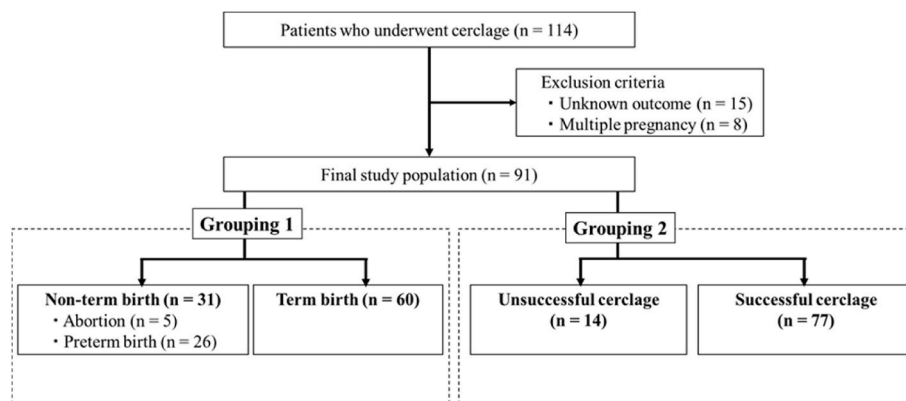 Patients who underwent cerclage (n = 114)
Exclusion criteria
・Unknown outcome (n = 15)
・Multiple pregnancy (n = 8)
Final study population (n = 91)
Grouping 1
Grouping 2
Non-term birth (n = 31)
・Abortion (n = 5)
・Preterm birth (n = 26)
Term birth (n = 60)
Unsuccessful cerclage
(n = 14)
Successful cerclage
(n = 77)